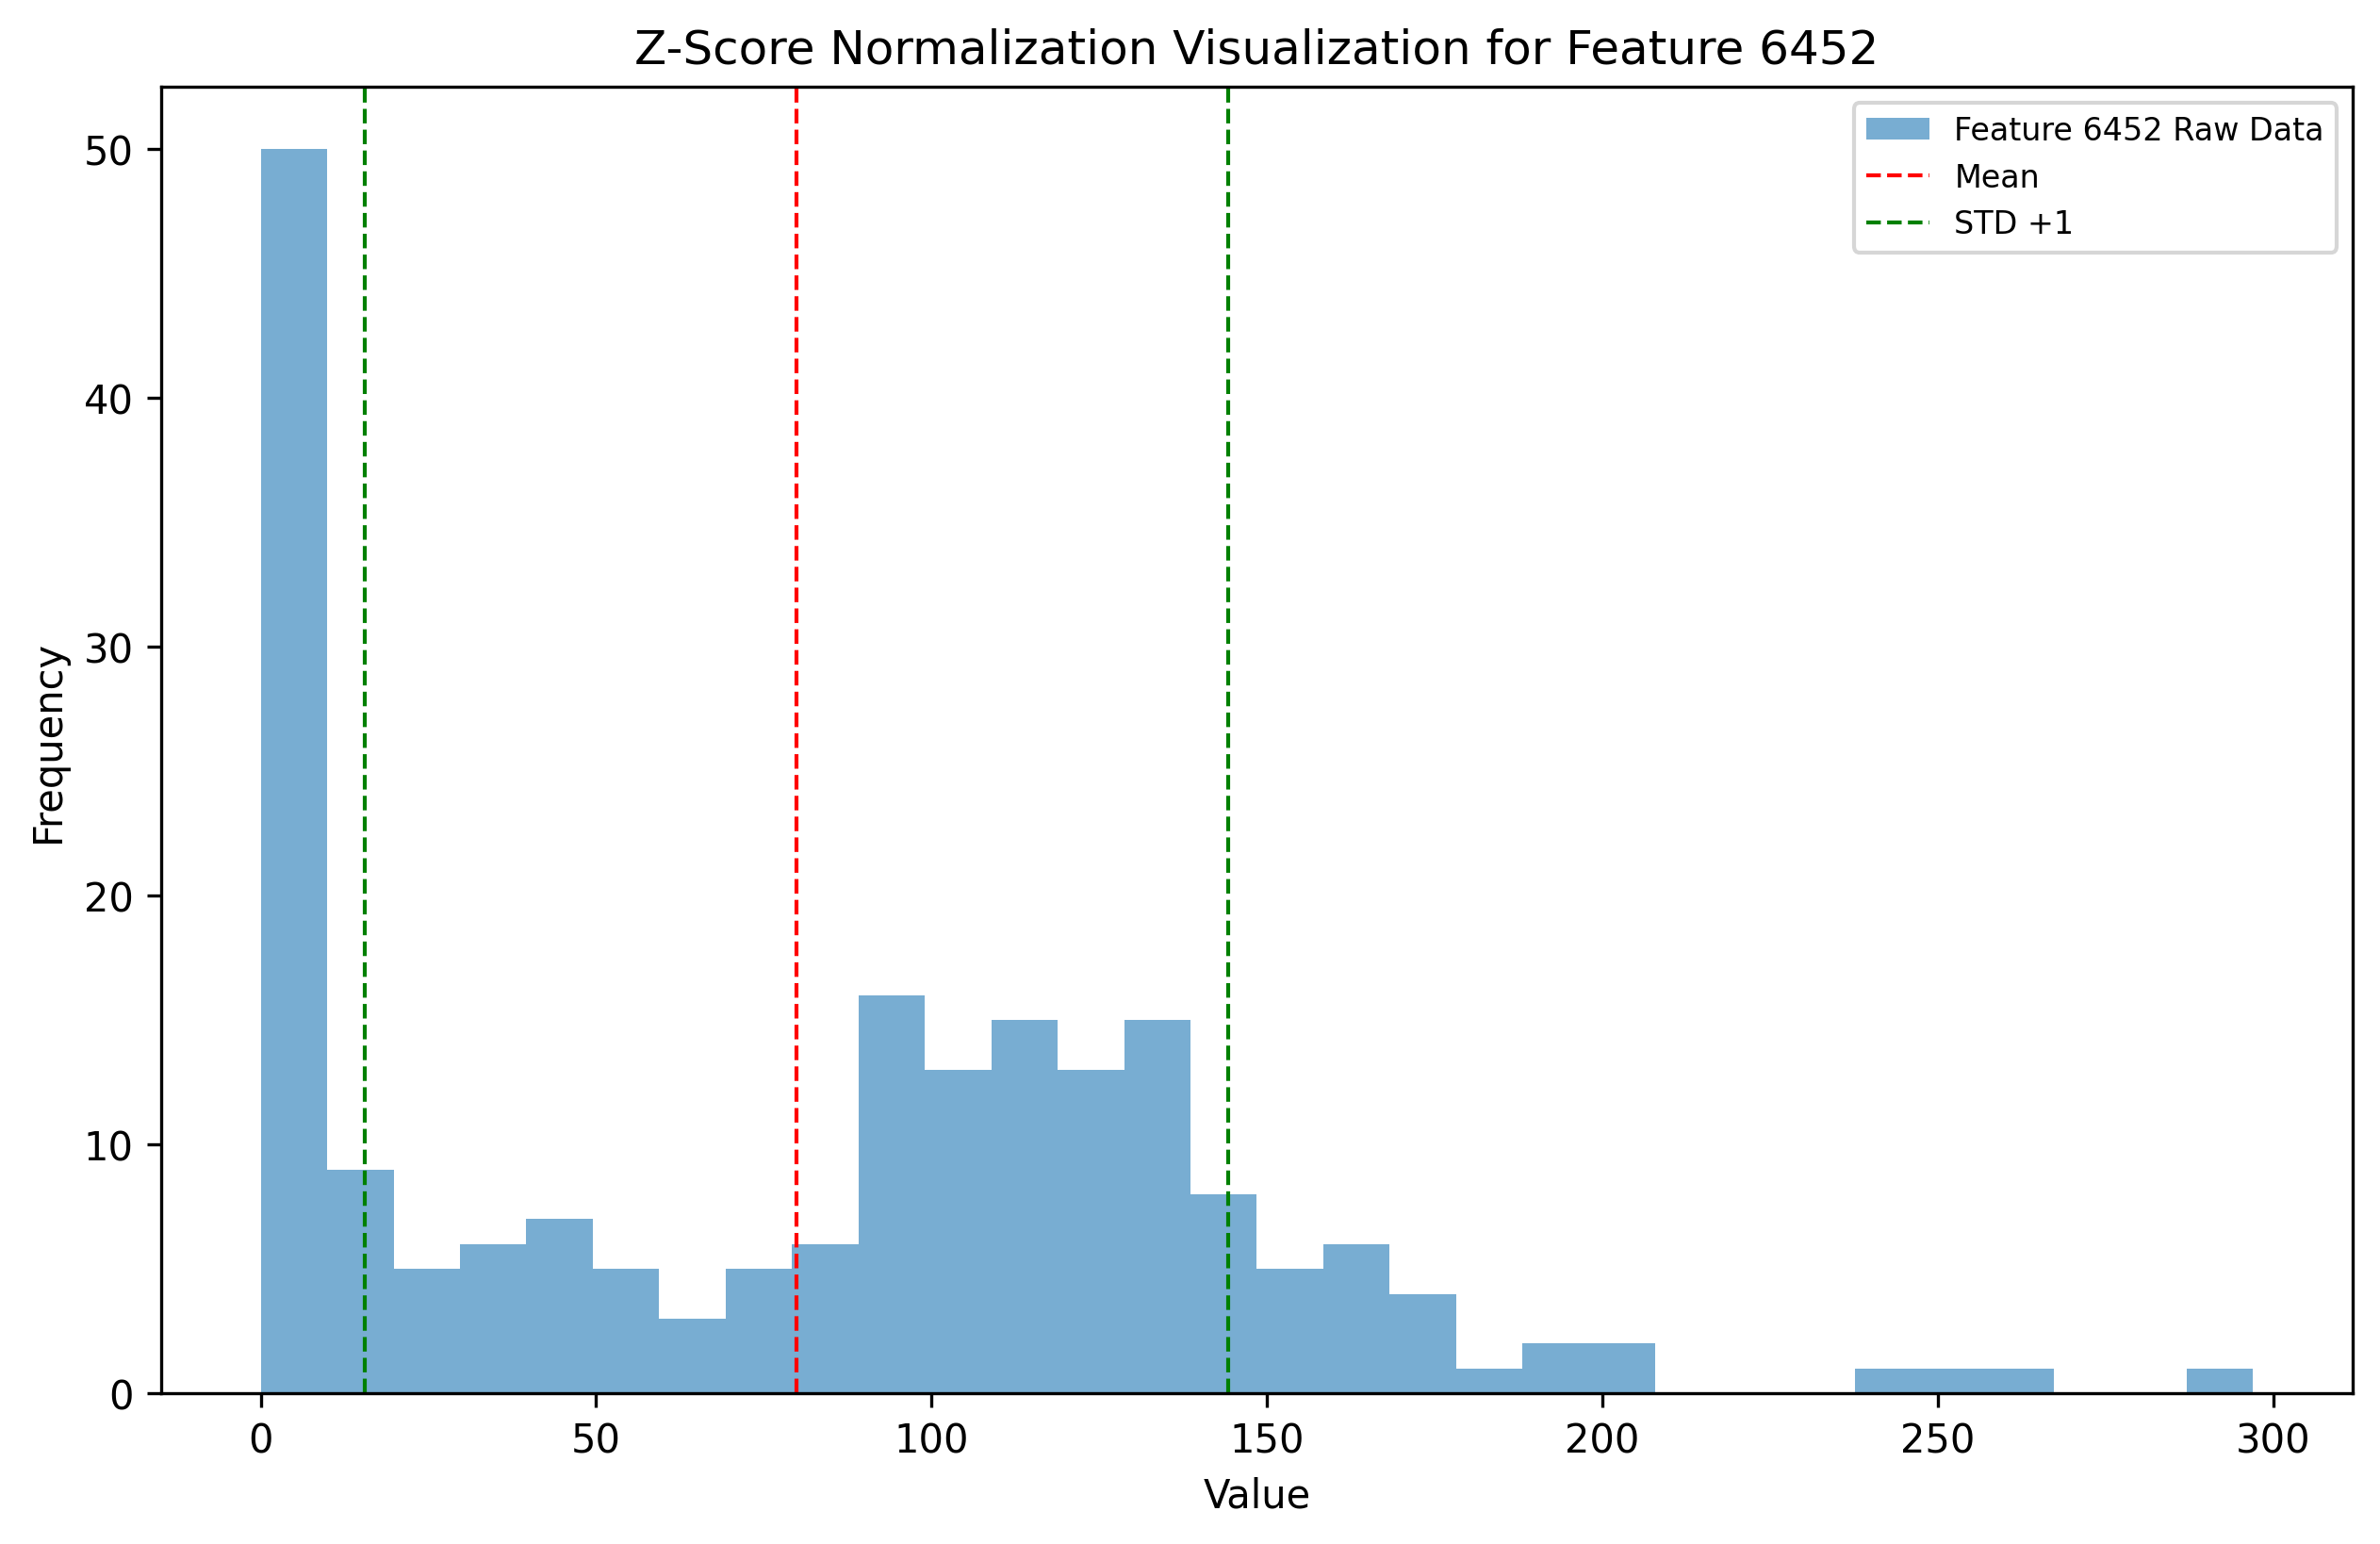 Z-Score Normalization Visualization for Feature 6452
Feature 6452 Raw Data
Mean
STD +1
50
40
30
20
10
0
Frequency
0 50 100 150 200 250 300
Value